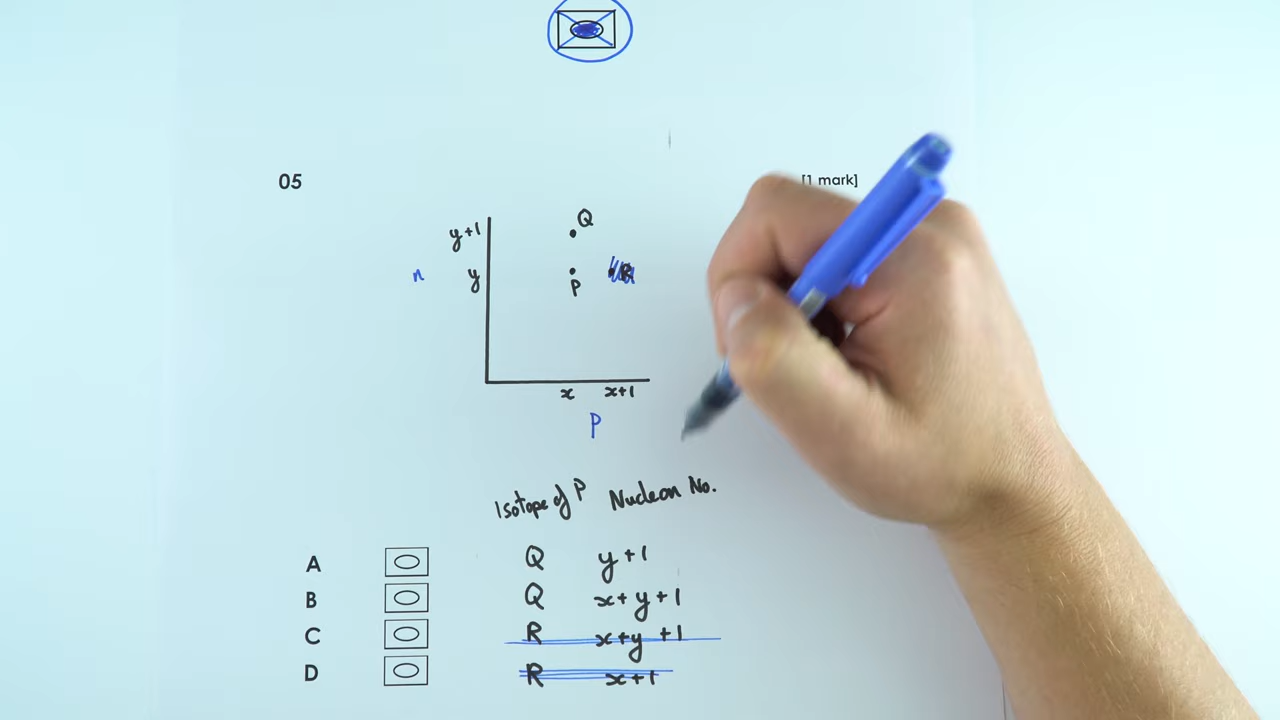 05 [1 mark]
Q
y+1
n y P
x x+1
P
Isotope of P Nucleon No.
A Q y+1
B Q x+y+1
C R x+y+1
D R x+1